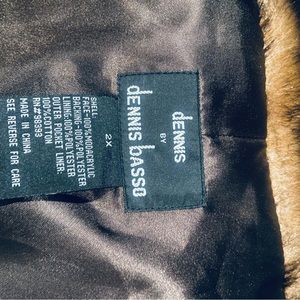 dENNIS
BY
dENNIS bASSO
2X
SHELL:
FACE:100%MODACRYLIC
BACKING:100%POLYESTER
LINING:100%POLYESTER
OUTER POCKET LINER:
100%COTTON
RN#98393
MADE IN CHINA
SEE REVERSE FOR CARE